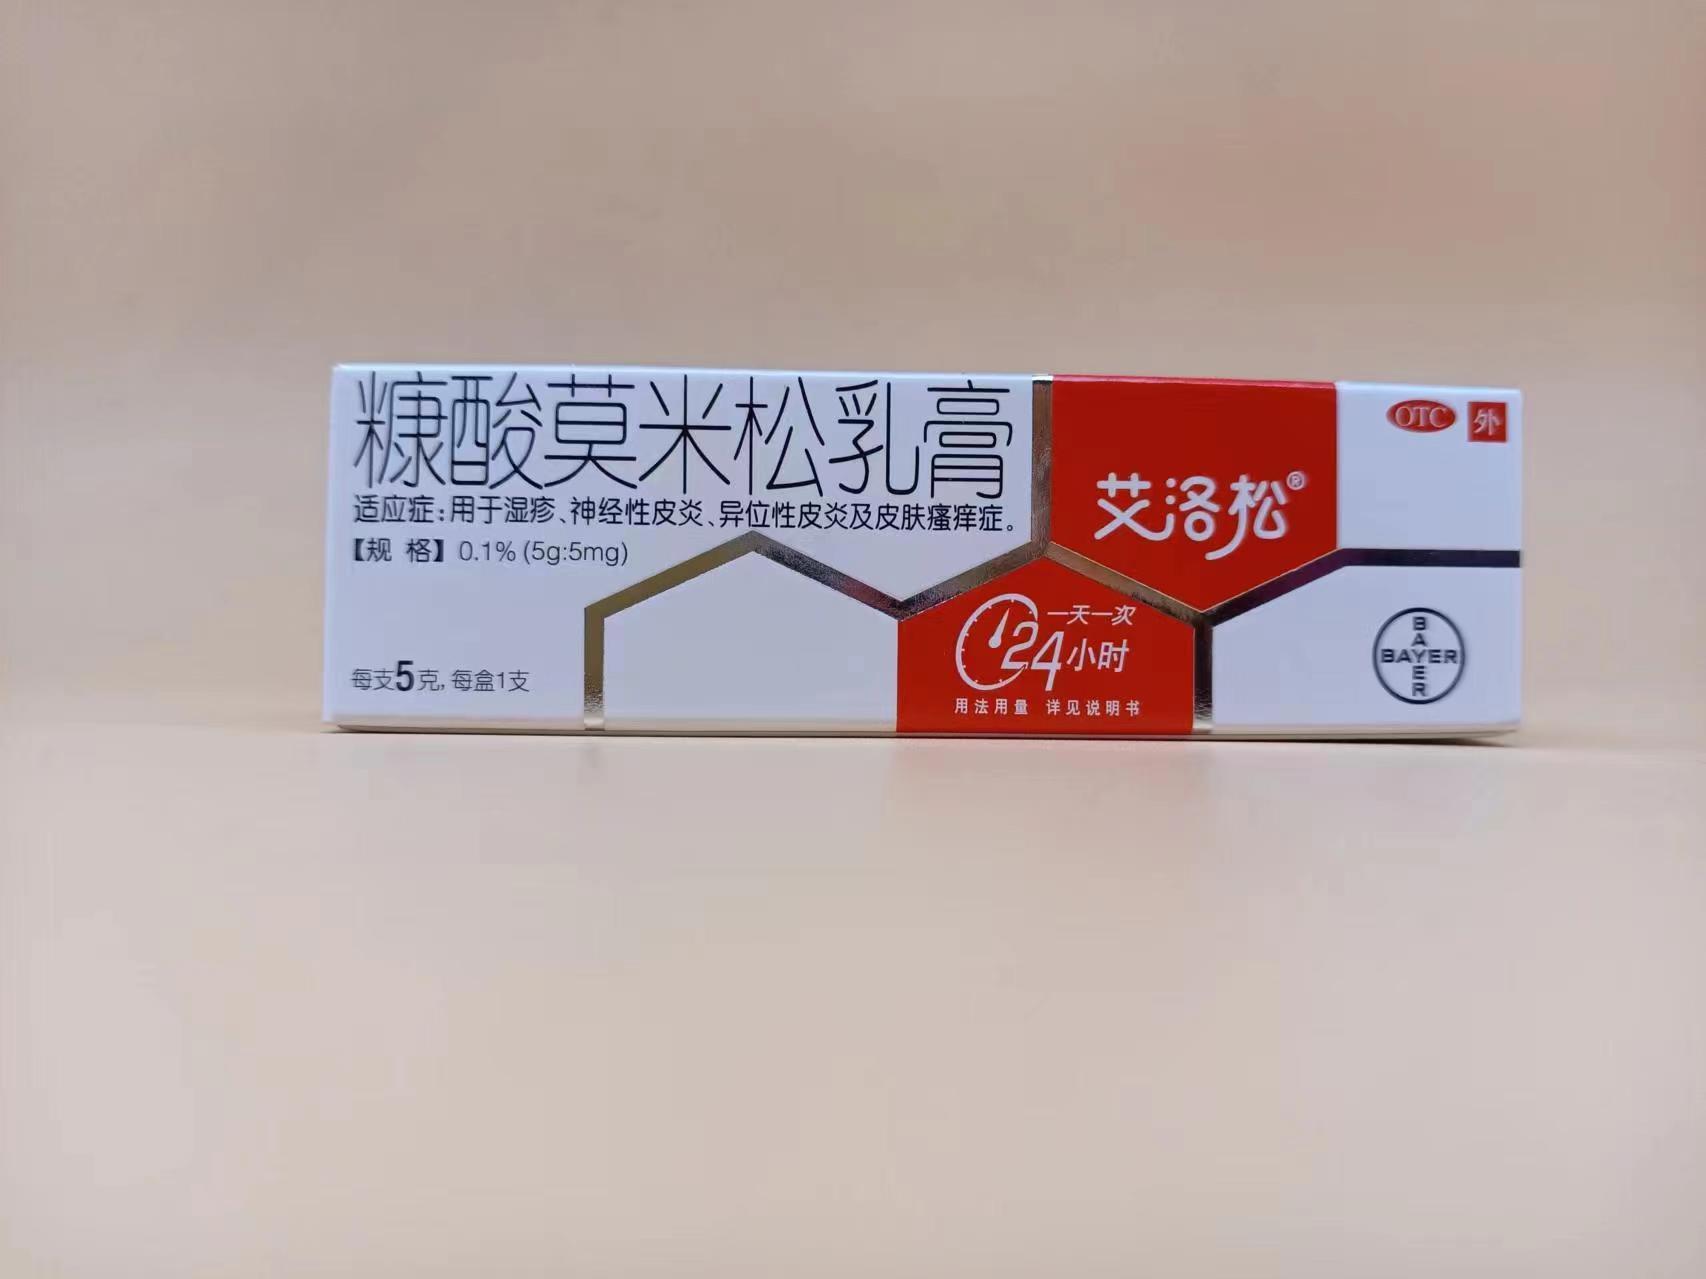 糠酸莫米松乳膏
适应症:用于湿疹、神经性皮炎、异位性皮炎及皮肤瘙痒症。
【规 格】0.1% (5g:5mg)
每支5克,每盒1支
OTC 外
艾洛松®
一天一次
24小时
用法用量 详见说明书
BAYER
BAYER